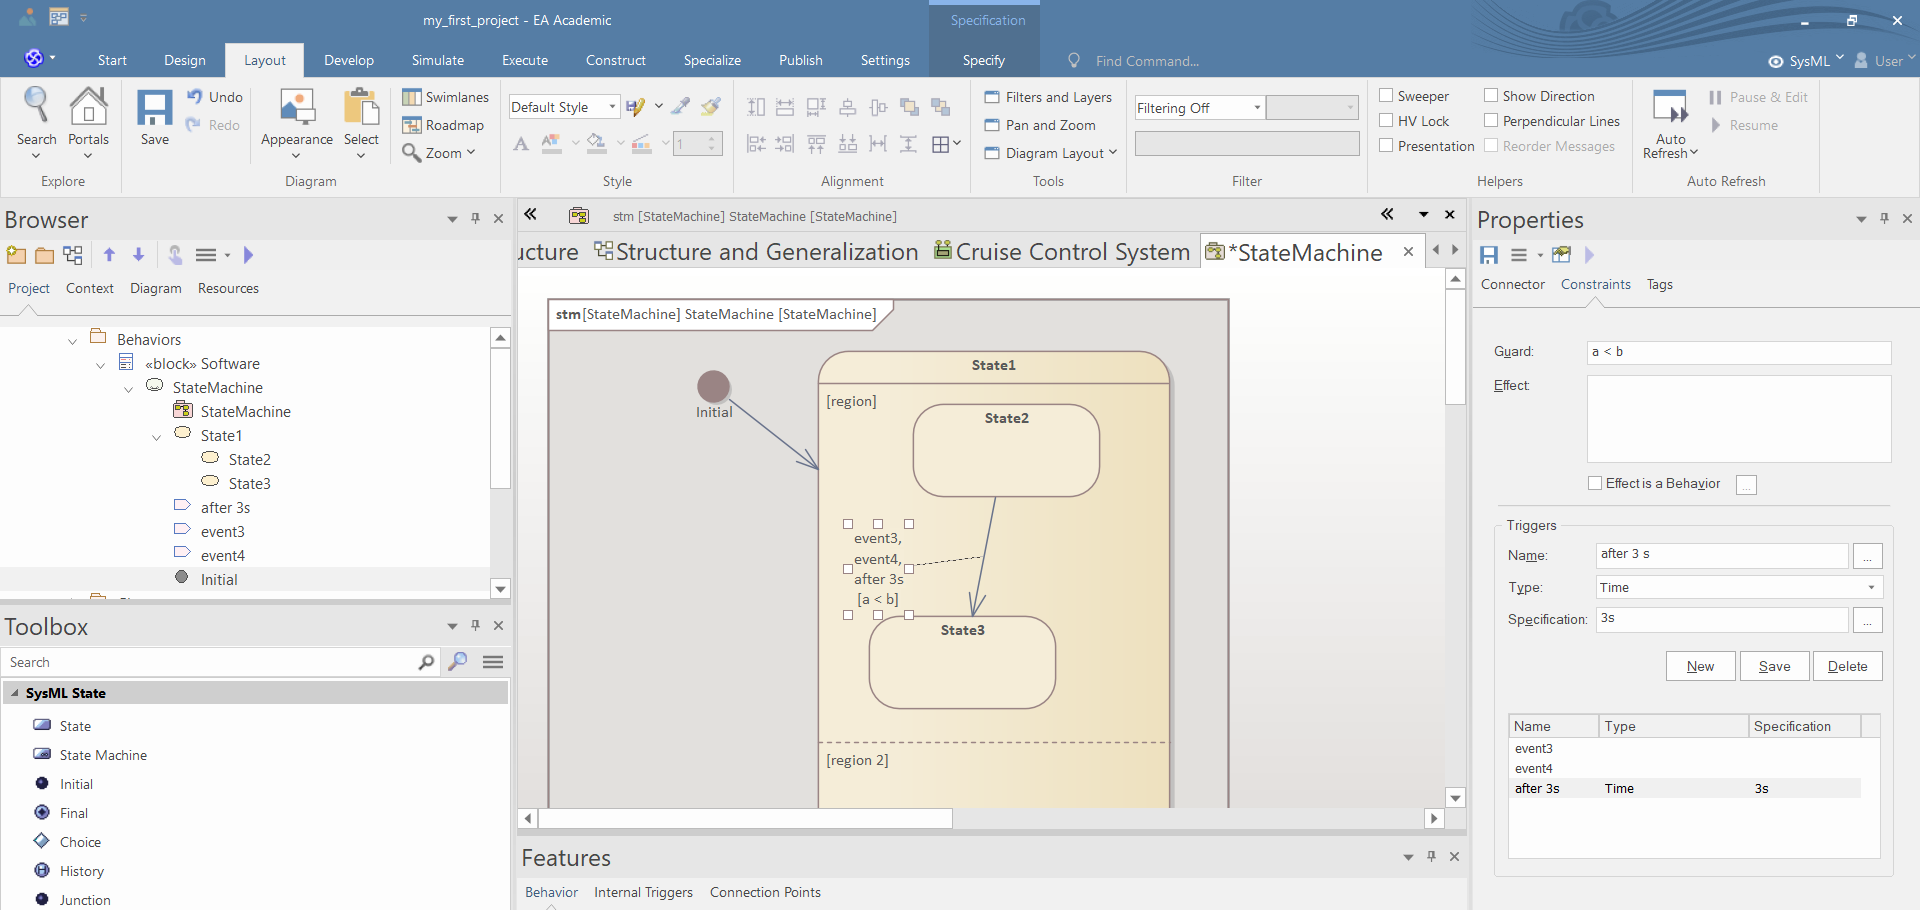 my_first_project - EA Academic
Specification
Start Design Layout Develop Simulate Execute Construct Specialize Publish Settings Specify Find Command... SysML User
Search
Portals
Explore
Save
Undo
Redo
Appearance
Select
Swimlanes
Roadmap
Zoom
Diagram
Default Style
1
Style
Alignment
Filters and Layers
Pan and Zoom
Diagram Layout
Tools
Filtering Off
Filter
Sweeper
HV Lock
Presentation
Show Direction
Perpendicular Lines
Reorder Messages
Helpers
Auto
Refresh
Pause & Edit
Resume
Auto Refresh
Browser
Project Context Diagram Resources
Behaviors
«block» Software
StateMachine
StateMachine
State1
State2
State3
after 3s
event3
event4
Initial
Toolbox
Search
SysML State
State
State Machine
Initial
Final
Choice
History
Junction
stm [StateMachine] StateMachine [StateMachine]
ucture Structure and Generalization Cruise Control System *StateMachine
stm[StateMachine] StateMachine [StateMachine]
Initial
State1
[region]
State2
event3,
event4,
after 3s
[a < b]
State3
[region 2]
Features
Behavior Internal Triggers Connection Points
Properties
Connector Constraints Tags
Guard: a < b
Effect:
Effect is a Behavior ...
Triggers
Name: after 3 s ...
Type: Time
Specification: 3s ...
New Save Delete
Name Type Specification
event3
event4
after 3s Time 3s